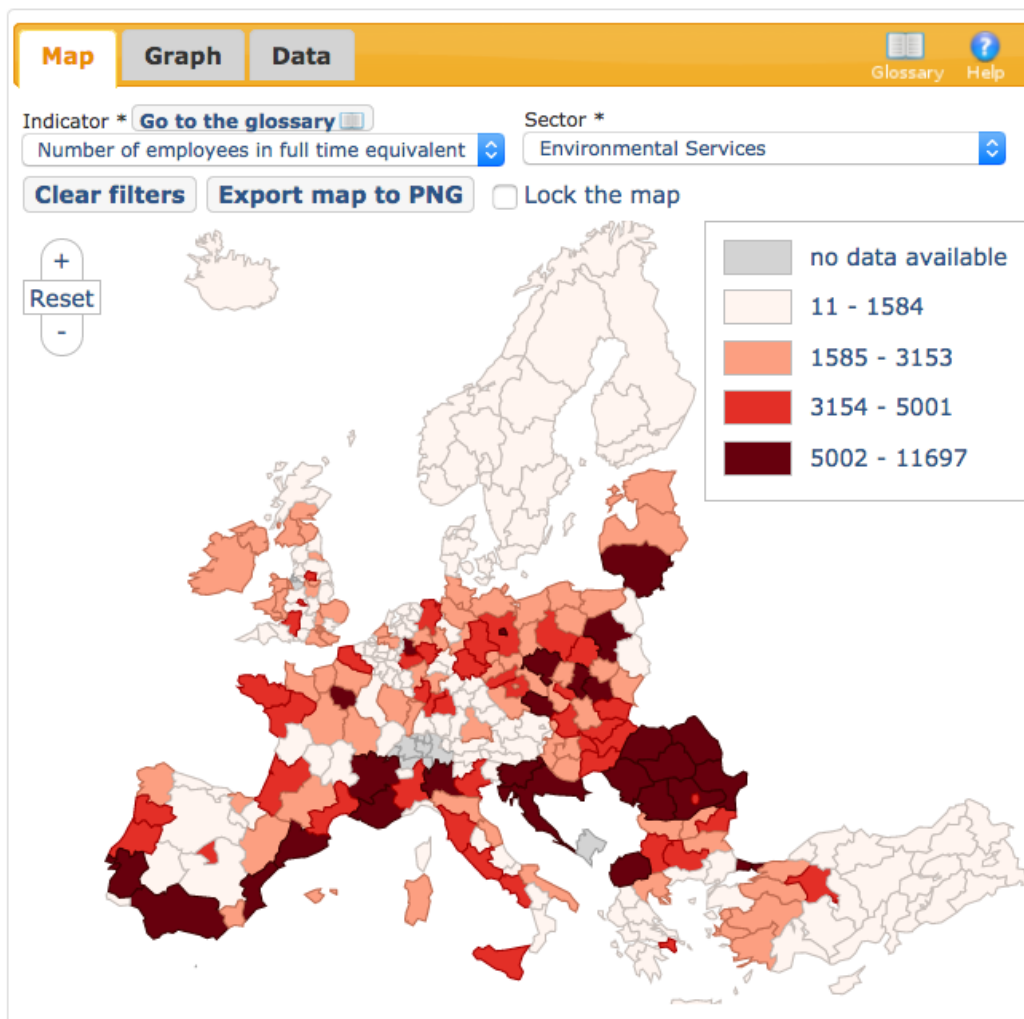 Map Graph Data
Glossary Help
Indicator * Go to the glossary
Sector *
Number of employees in full time equivalent
Environmental Services
Clear filters Export map to PNG Lock the map
+
Reset
-
no data available
11 - 1584
1585 - 3153
3154 - 5001
5002 - 11697